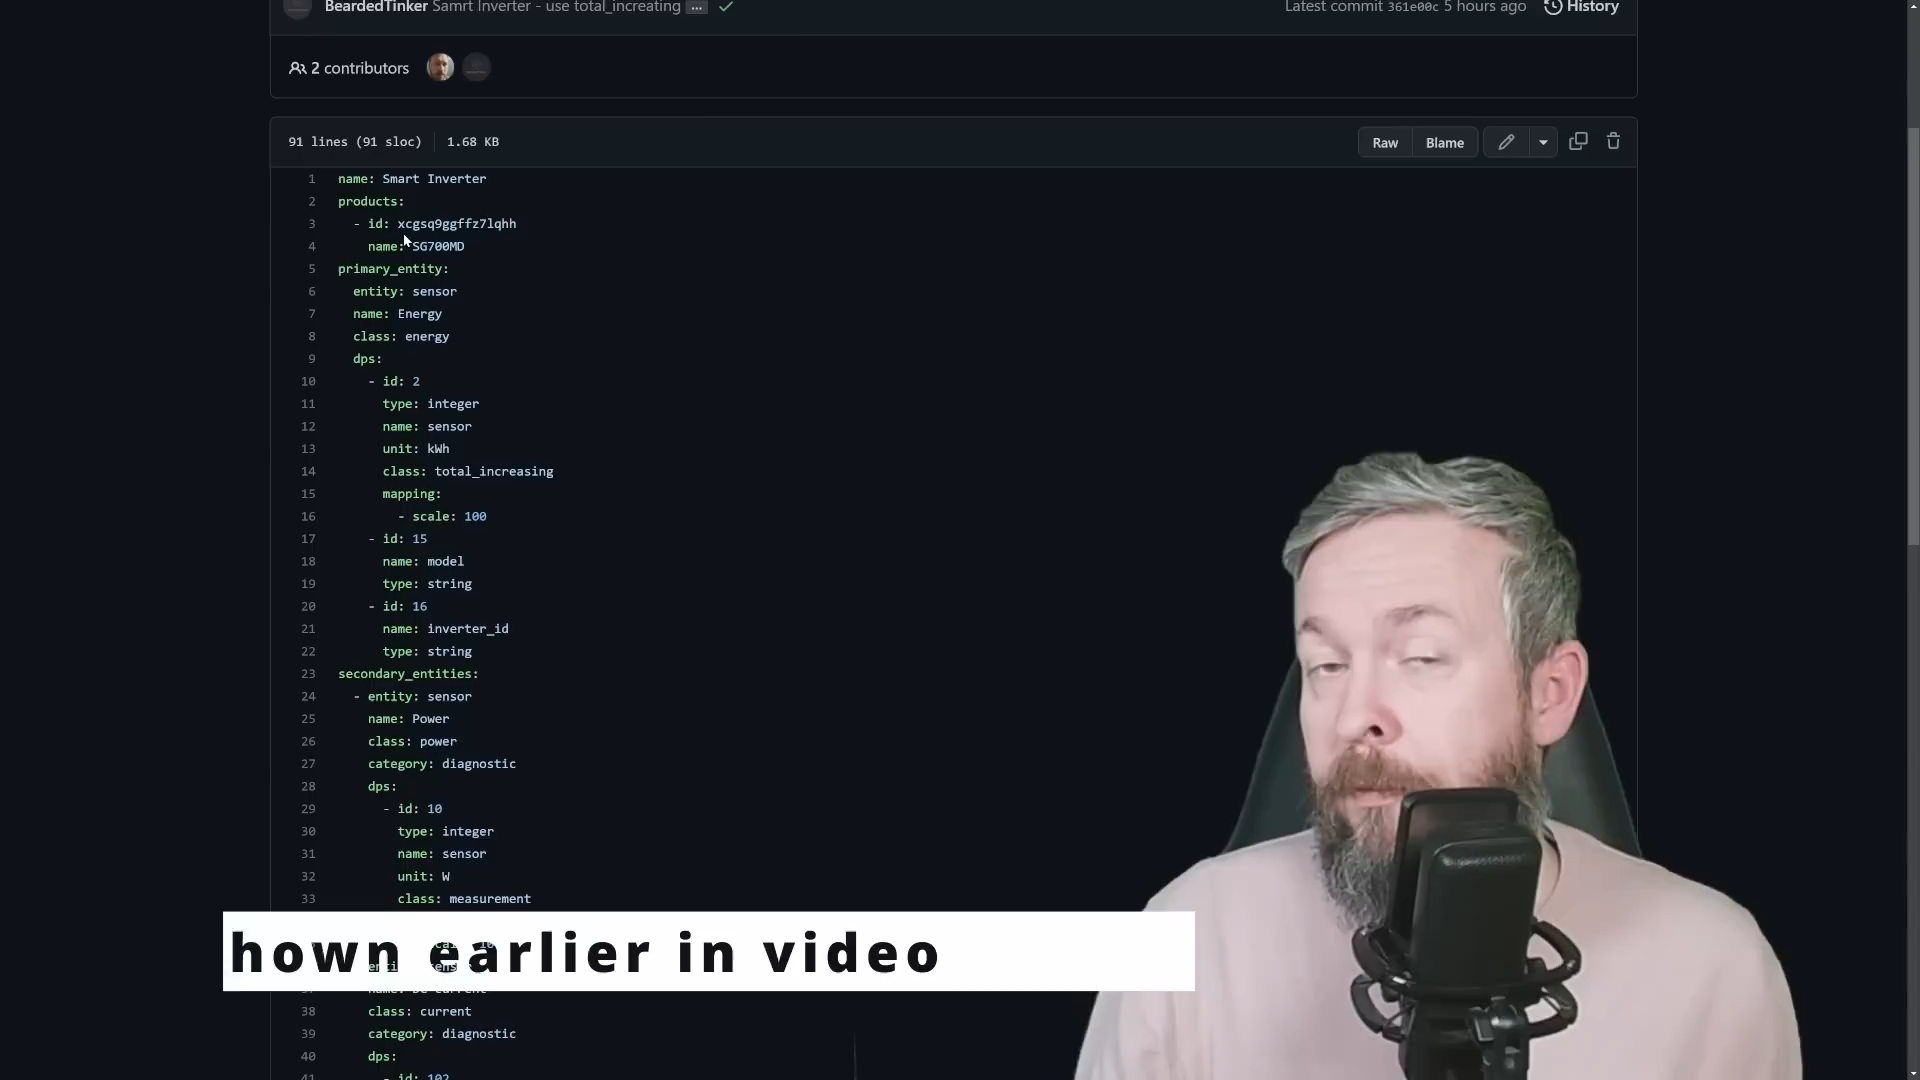 BeardedTinker Samrt Inverter - use total_increating ... Latest commit 361e00c 5 hours ago History
2 contributors
91 lines (91 sloc) 1.68 KB Raw Blame
1 name: Smart Inverter
2 products:
3 - id: xcgsq9ggffz7lqhh
4 name: SG700MD
5 primary_entity:
6 entity: sensor
7 name: Energy
8 class: energy
9 dps:
10 - id: 2
11 type: integer
12 name: sensor
13 unit: kWh
14 class: total_increasing
15 mapping:
16 - scale: 100
17 - id: 15
18 name: model
19 type: string
20 - id: 16
21 name: inverter_id
22 type: string
23 secondary_entities:
24 - entity: sensor
25 name: Power
26 class: power
27 category: diagnostic
28 dps:
29 - id: 10
30 type: integer
31 name: sensor
32 unit: W
33 class: measurement
hown earlier in video
38 class: current
39 category: diagnostic
40 dps:
41 - id: 102